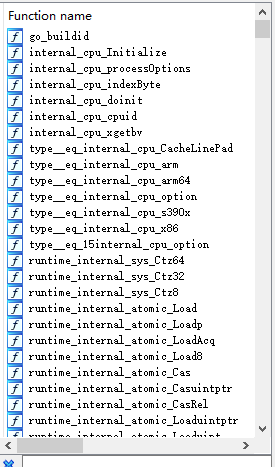 Function name
go_buildid
internal_cpu_Initialize
internal_cpu_processOptions
internal_cpu_indexByte
internal_cpu_doinit
internal_cpu_cpuid
internal_cpu_xgetbv
type__eq_internal_cpu_CacheLinePad
type__eq_internal_cpu_arm
type__eq_internal_cpu_arm64
type__eq_internal_cpu_option
type__eq_internal_cpu_s390x
type__eq_internal_cpu_x86
type__eq_15internal_cpu_option
runtime_internal_sys_Ctz64
runtime_internal_sys_Ctz32
runtime_internal_sys_Ctz8
runtime_internal_atomic_Load
runtime_internal_atomic_Loadp
runtime_internal_atomic_LoadAcq
runtime_internal_atomic_Load8
runtime_internal_atomic_Cas
runtime_internal_atomic_Casuintptr
runtime_internal_atomic_CasRel
runtime_internal_atomic_Loaduintptr
runtime_internal_atomic_Loaduint